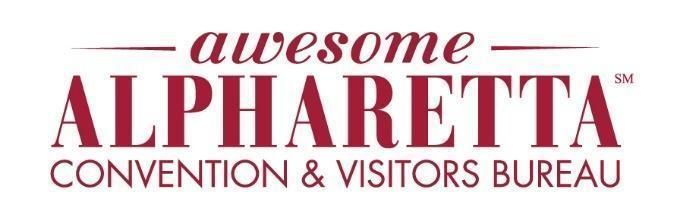 awesome
ALPHARETTA℠
CONVENTION & VISITORS BUREAU